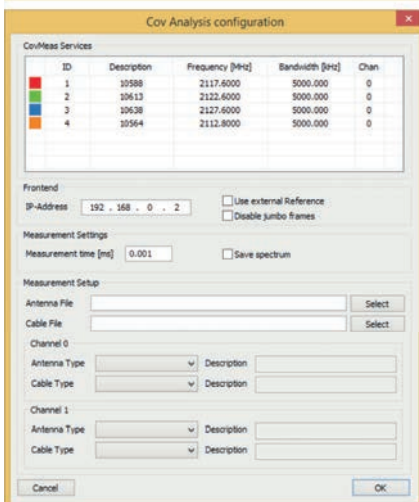 Cov Analysis configuration
CovMeas Services
ID Description Frequency [MHz] Bandwidth [kHz] Chan
1 10588 2117.6000 5000.000 0
2 10613 2122.6000 5000.000 0
3 10638 2127.6000 5000.000 0
4 10564 2112.8000 5000.000 0
Frontend
IP-Address 192 . 168 . 0 . 2 Use external Reference
Disable jumbo frames
Measurement Settings
Measurement time [ms] 0.001 Save spectrum
Measurement Setup
Antenna File Select
Cable File Select
Channel 0
Antenna Type Description
Cable Type Description
Channel 1
Antenna Type Description
Cable Type Description
Cancel OK